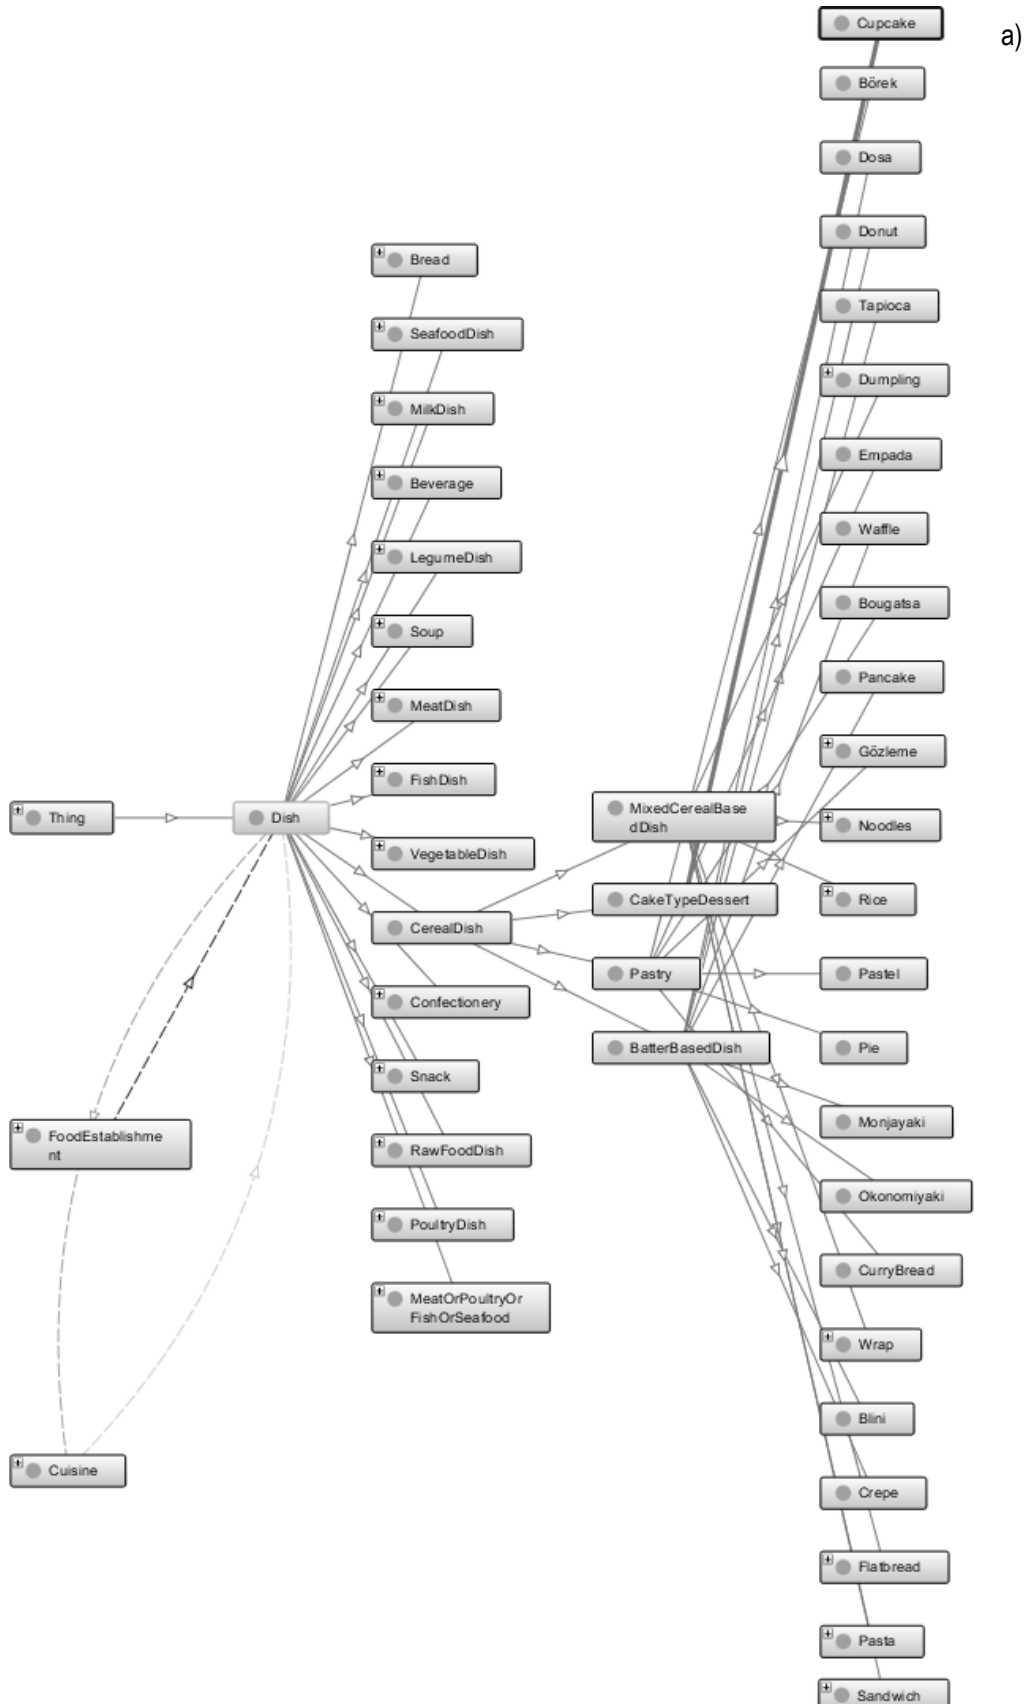 a)
Thing
Dish
FoodEstablishme
nt
Cuisine
Bread
SeafoodDish
MilkDish
Beverage
LegumeDish
Soup
MeatDish
FishDish
VegetableDish
CerealDish
Confectionery
Snack
RawFoodDish
PoultryDish
MeatOrPoultryOr
FishOrSeafood
MixedCerealBase
dDish
CakeTypeDessert
Pastry
BatterBasedDish
Cupcake
Börek
Dosa
Donut
Tapioca
Dumpling
Empada
Waffle
Bougatsa
Pancake
Gözleme
Noodles
Rice
Pastel
Pie
Monjayaki
Okonomiyaki
CurryBread
Wrap
Blini
Crepe
Flatbread
Pasta
Sandwich